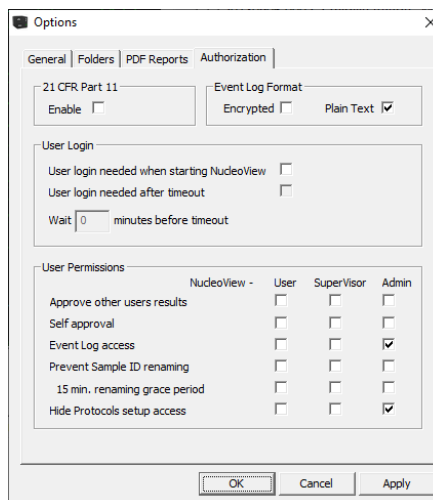 Options
General Folders PDF Reports Authorization
21 CFR Part 11 Event Log Format
Enable Encrypted Plain Text
User Login
User login needed when starting NucleoView
User login needed after timeout
Wait 0 minutes before timeout
User Permissions
NucleoView - User SuperVisor Admin
Approve other users results
Self approval
Event Log access
Prevent Sample ID renaming
15 min. renaming grace period
Hide Protocols setup access
OK Cancel Apply